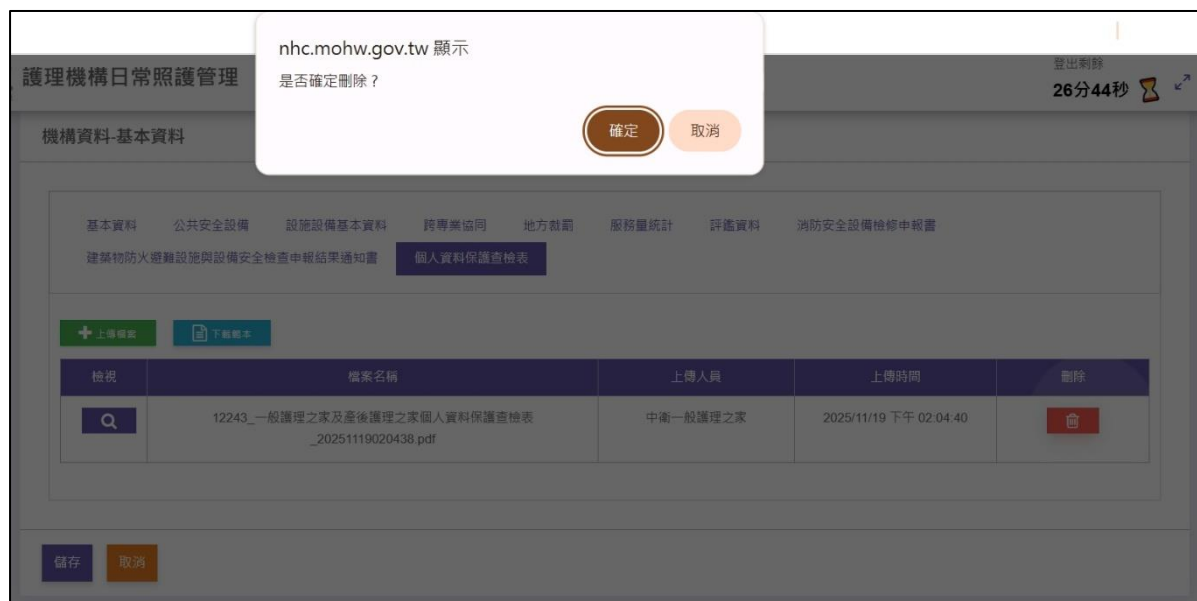 nhc.mohw.gov.tw 顯示
是否確定刪除？
確定
取消
護理機構日常照護管理
登出剩餘
26分44秒
機構資料-基本資料
基本資料 公共安全設備 設施設備基本資料 跨專業協同 地方裁罰 服務量統計 評鑑資料 消防安全設備檢修申報書
建築物防火避難設施與設備安全檢查申報結果通知書 個人資料保護查檢表
上傳檔案 下載範本
檢視 檔案名稱 上傳人員 上傳時間 刪除
12243_一般護理之家及產後護理之家個人資料保護查檢表 中衛一般護理之家 2025/11/19 下午 02:04:40
_20251119020438.pdf
儲存 取消